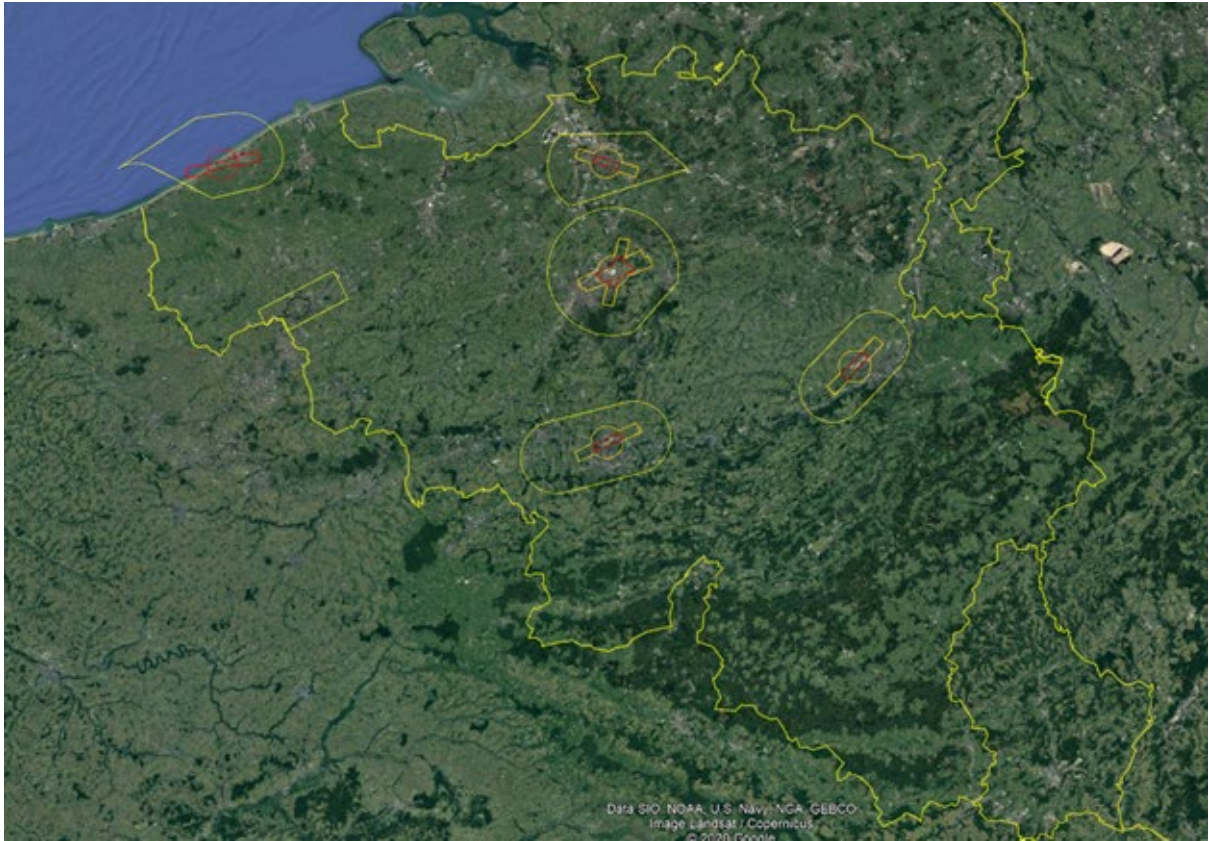 Data SIO, NOAA, U.S. Navy, NGA, GEBCO
Image Landsat / Copernicus
© 2020 Google